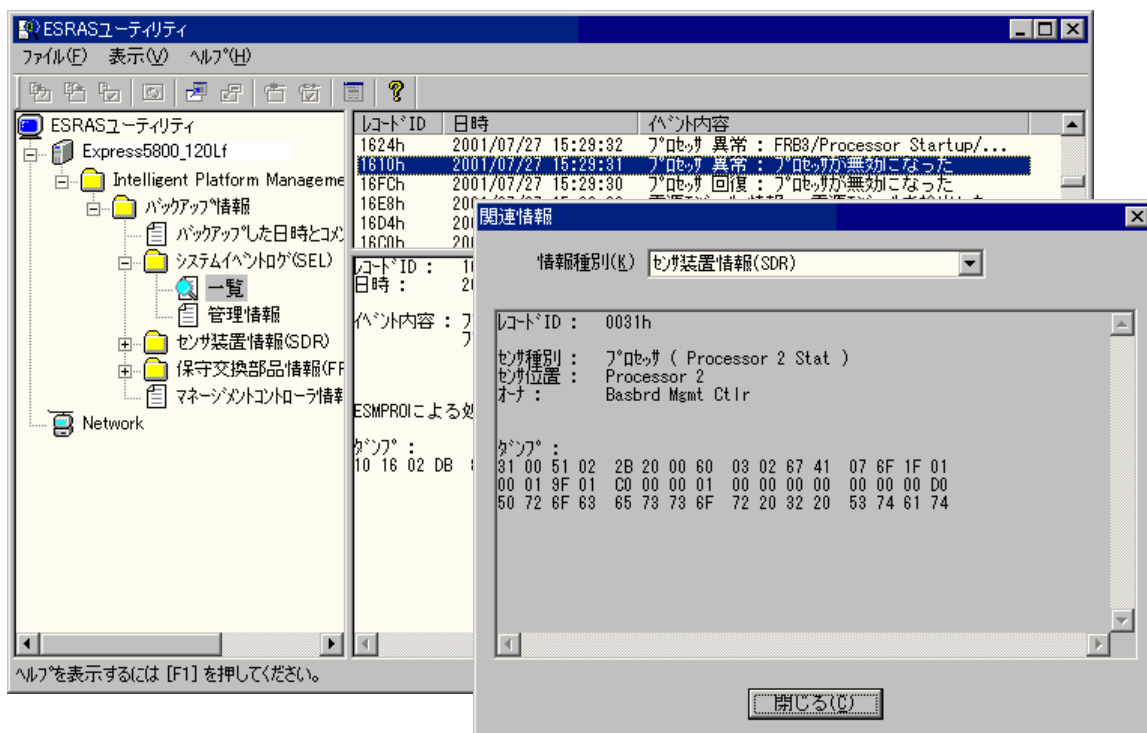 ESRASユーティリティ
ファイル(F) 表示(V) ヘルプ(H)
ESRASユーティリティ
Express5800_120Lf
Intelligent Platform Manageme
バックアップ情報
バックアップした日時とコメ
システムイベントログ(SEL)
一覧
管理情報
センサ装置情報(SDR)
保守交換部品情報(FR
マネージメントコントローラ情報
Network
レコードID 日時 イベント内容
1624h 2001/07/27 15:29:32 プロセッサ 異常 : FRB3/Processor Startup/...
1610h 2001/07/27 15:29:31 プロセッサ 異常 : プロセッサが無効になった
16FCh 2001/07/27 15:29:30 プロセッサ 回復 : プロセッサが無効になった
16E8h
16D4h
16C0h
レコードID :
日時 :
イベント内容 :
ESMPROによる処
ダンプ :
10 16 02 DB
関連情報
情報種別(K) センサ装置情報(SDR)
レコードID : 0031h
センサ種別 : プロセッサ ( Processor 2 Stat )
センサ位置 : Processor 2
オーナ : Basbrd Mgmt Ctlr
ダンプ :
31 00 51 02 2B 20 00 60 03 02 67 41 07 6F 1F 01
00 01 9F 01 C0 00 00 01 00 00 00 00 00 00 00 D0
50 72 6F 63 65 73 73 6F 72 20 32 20 53 74 61 74
閉じる(C)
ヘルプを表示するには [F1] を押してください。